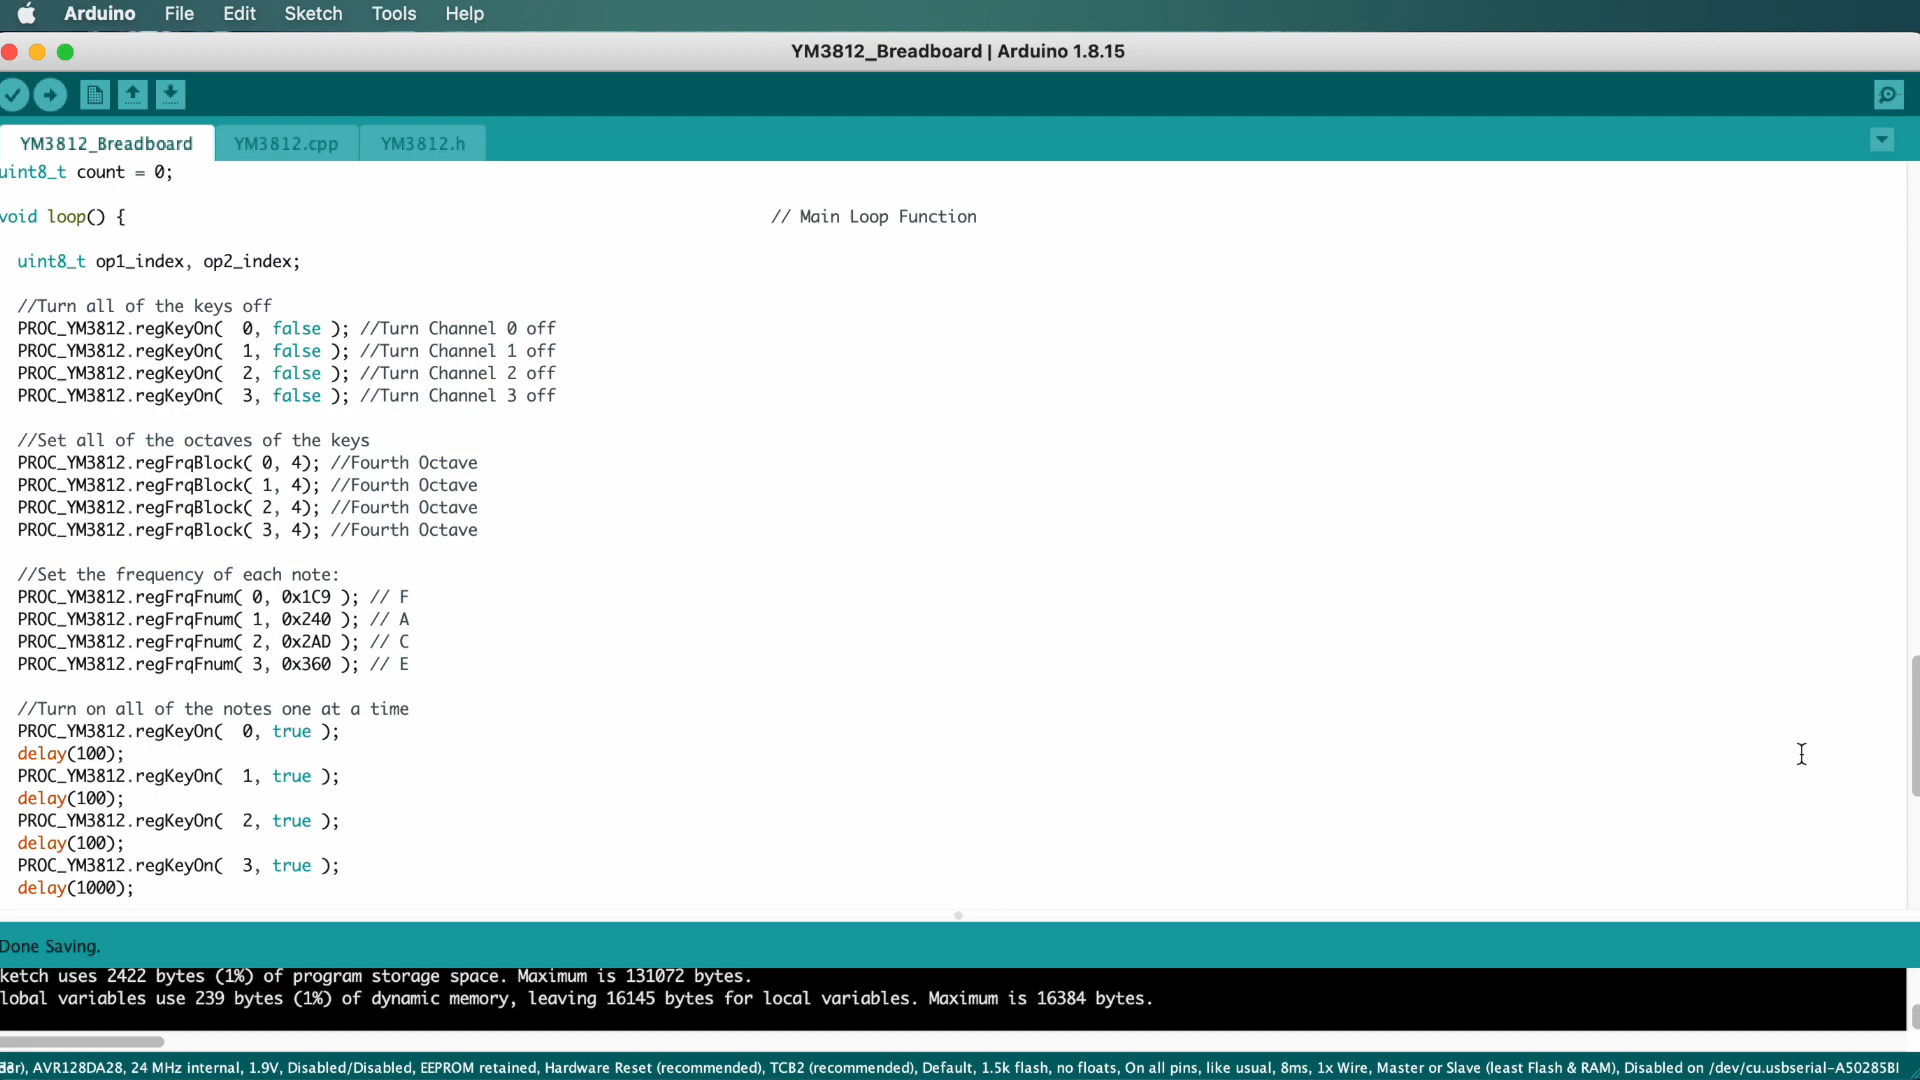 Arduino File Edit Sketch Tools Help
YM3812_Breadboard | Arduino 1.8.15
YM3812_Breadboard YM3812.cpp YM3812.h
uint8_t count = 0;
void loop() { // Main Loop Function
uint8_t op1_index, op2_index;
//Turn all of the keys off
PROC_YM3812.regKeyOn( 0, false ); //Turn Channel 0 off
PROC_YM3812.regKeyOn( 1, false ); //Turn Channel 1 off
PROC_YM3812.regKeyOn( 2, false ); //Turn Channel 2 off
PROC_YM3812.regKeyOn( 3, false ); //Turn Channel 3 off
//Set all of the octaves of the keys
PROC_YM3812.regFrqBlock( 0, 4); //Fourth Octave
PROC_YM3812.regFrqBlock( 1, 4); //Fourth Octave
PROC_YM3812.regFrqBlock( 2, 4); //Fourth Octave
PROC_YM3812.regFrqBlock( 3, 4); //Fourth Octave
//Set the frequency of each note:
PROC_YM3812.regFrqFnum( 0, 0x1C9 ); // F
PROC_YM3812.regFrqFnum( 1, 0x240 ); // A
PROC_YM3812.regFrqFnum( 2, 0x2AD ); // C
PROC_YM3812.regFrqFnum( 3, 0x360 ); // E
//Turn on all of the notes one at a time
PROC_YM3812.regKeyOn( 0, true );
delay(100);
PROC_YM3812.regKeyOn( 1, true );
delay(100);
PROC_YM3812.regKeyOn( 2, true );
delay(100);
PROC_YM3812.regKeyOn( 3, true );
delay(1000);
Done Saving.
ketch uses 2422 bytes (1%) of program storage space. Maximum is 131072 bytes.
lobal variables use 239 bytes (1%) of dynamic memory, leaving 16145 bytes for local variables. Maximum is 16384 bytes.
AVR128DA28, 24 MHz internal, 1.9V, Disabled/Disabled, EEPROM retained, Hardware Reset (recommended), TCB2 (recommended), Default, 1.5k flash, no floats, On all pins, like usual, 8ms, 1x Wire, Master or Slave (least Flash & RAM), Disabled on /dev/cu.usbserial-A50285BI